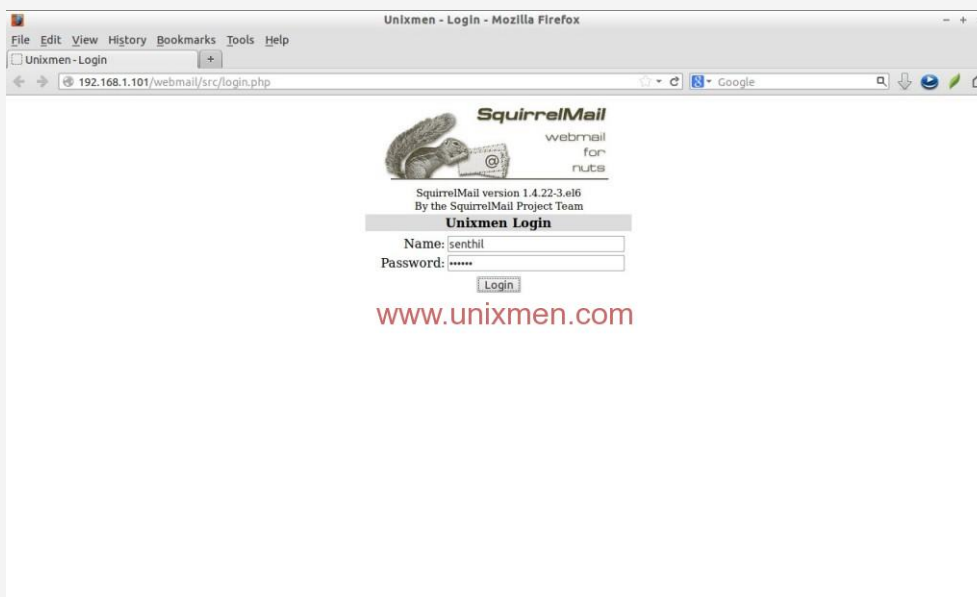 Unixmen - Login - Mozilla Firefox
File Edit View History Bookmarks Tools Help
Unixmen - Login
192.168.1.101/webmail/src/login.php
Google
SquirrelMail
webmail
for
nuts
@
SquirrelMail version 1.4.22-3.el6
By the SquirrelMail Project Team
Unixmen Login
Name: senthil
Password: ••••••
Login
www.unixmen.com